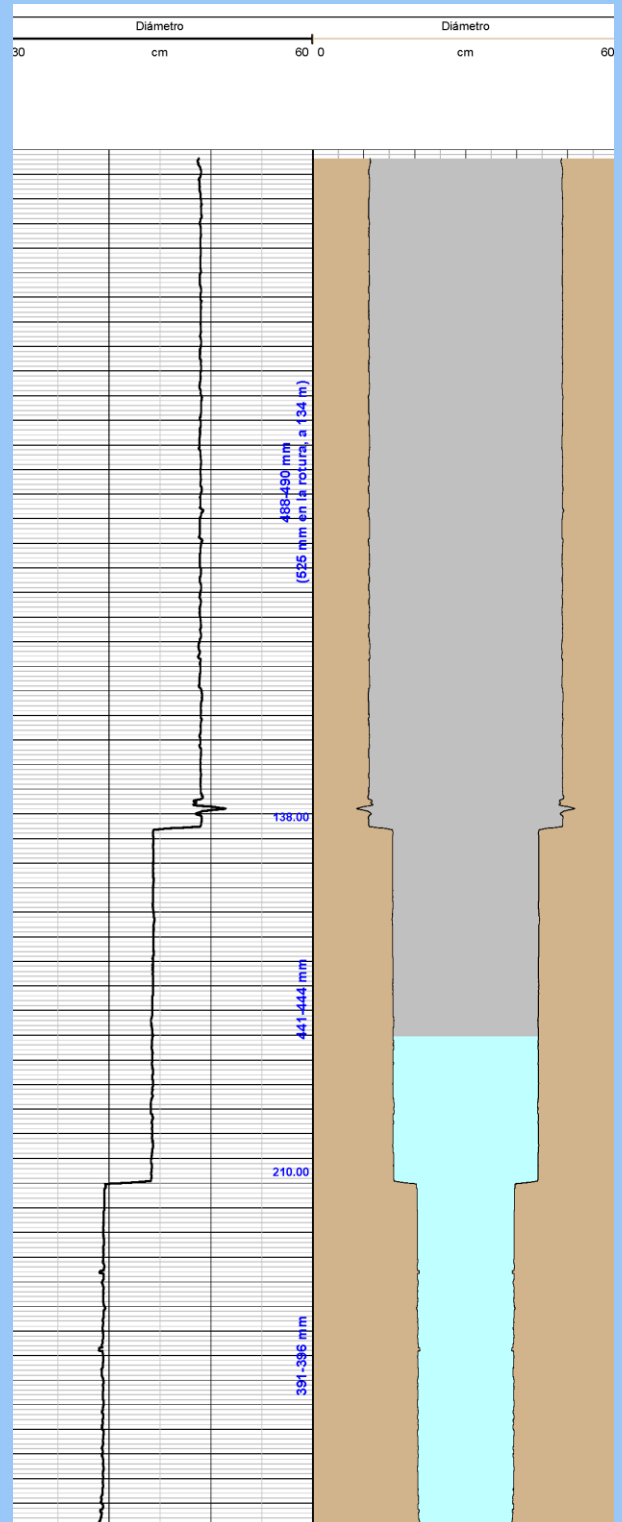 Diámetro
30 cm 60
Diámetro
0 cm 60
488-490 mm
(525 mm en la rotura, a 134 m)
138.00
441-444 mm
210.00
391-396 mm